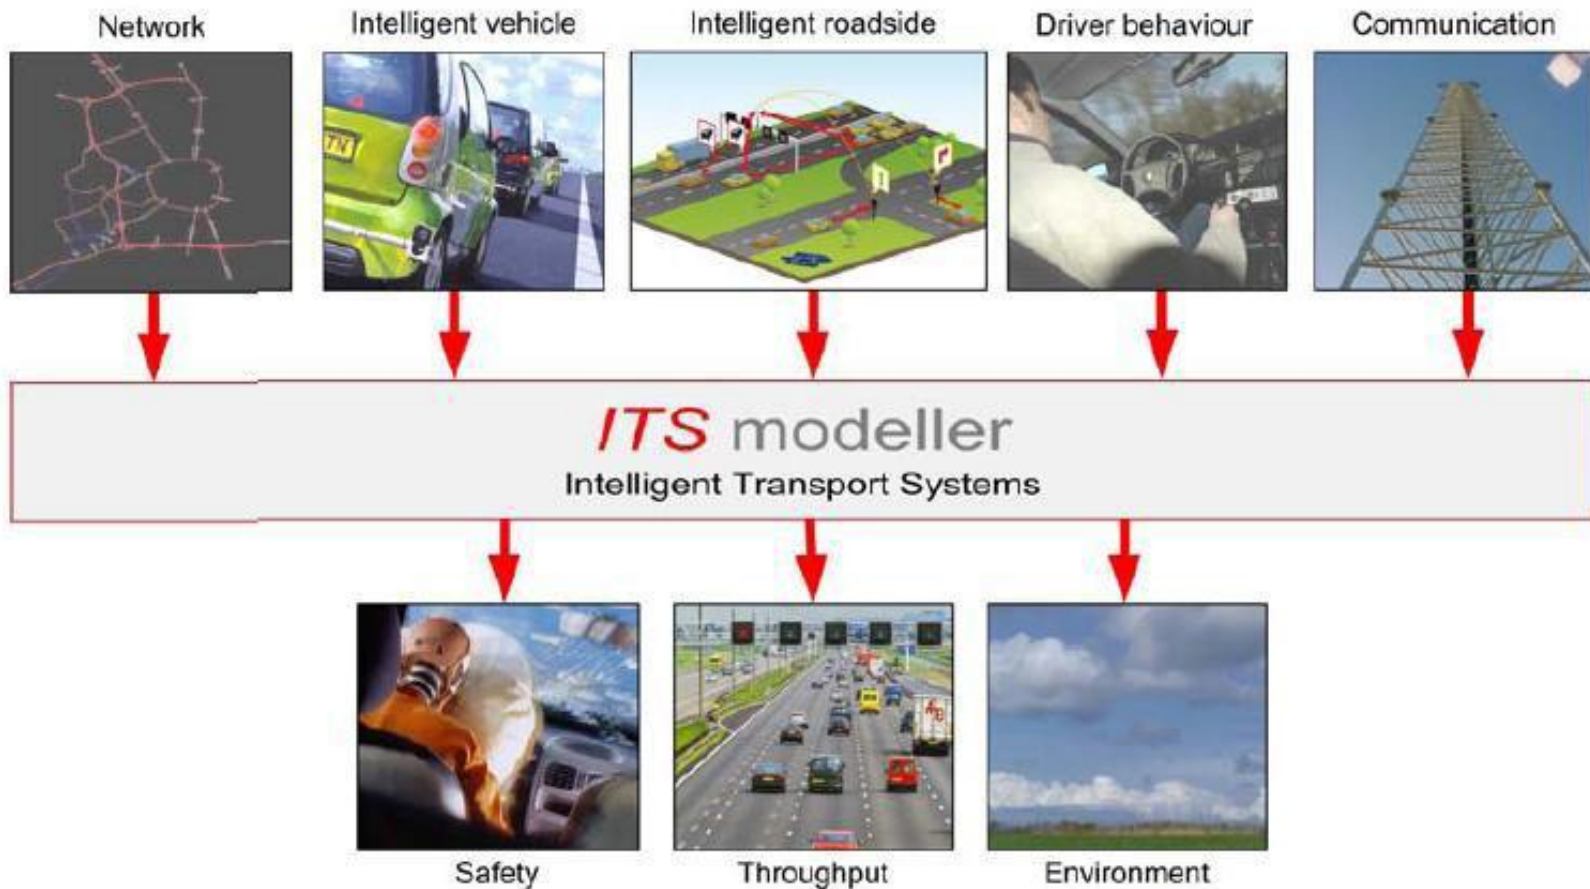 Network
Intelligent vehicle
Intelligent roadside
Driver behaviour
Communication
ITS modeller
Intelligent Transport Systems
Safety
Throughput
Environment